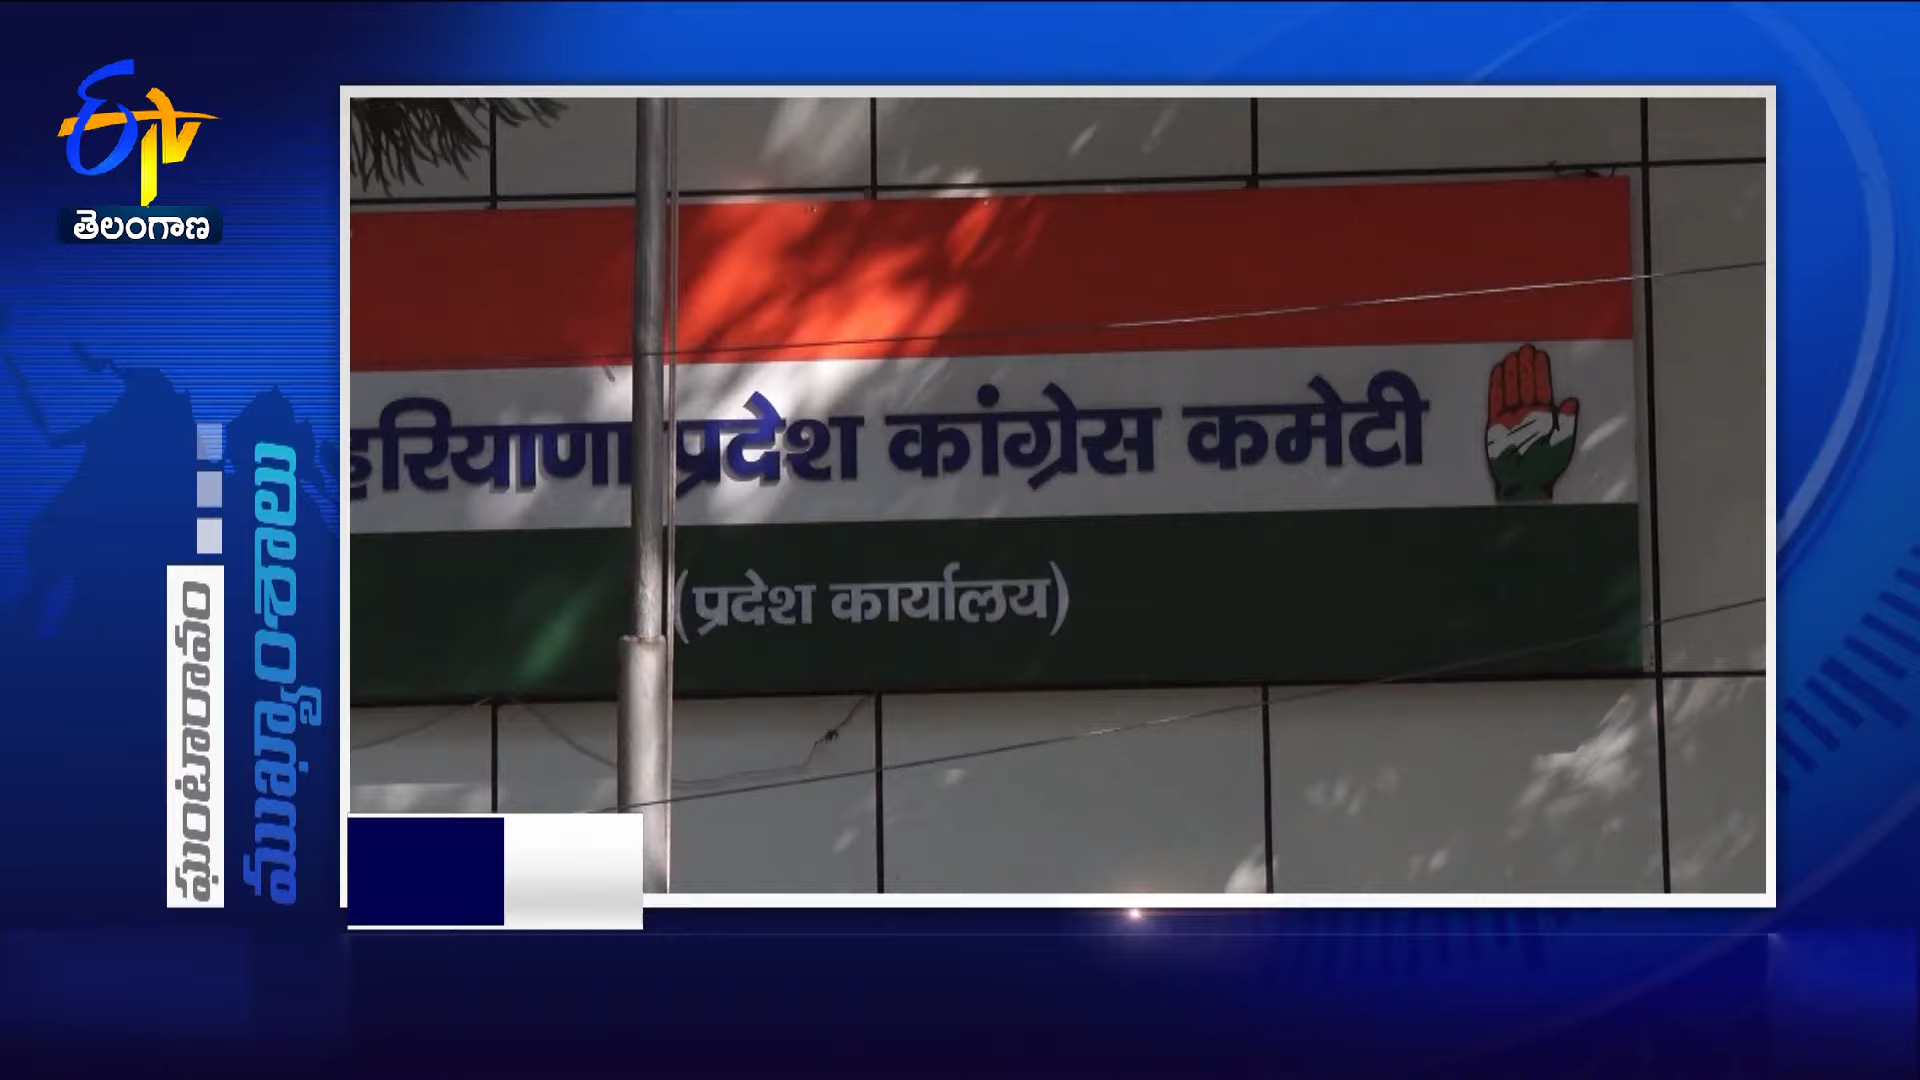 ETV
తెలంగాణ
हरियाणा प्रदेश कांग्रेस कमेटी
(प्रदेश कार्यालय)
ఘంటారావం
ముఖ్యాంశాలు